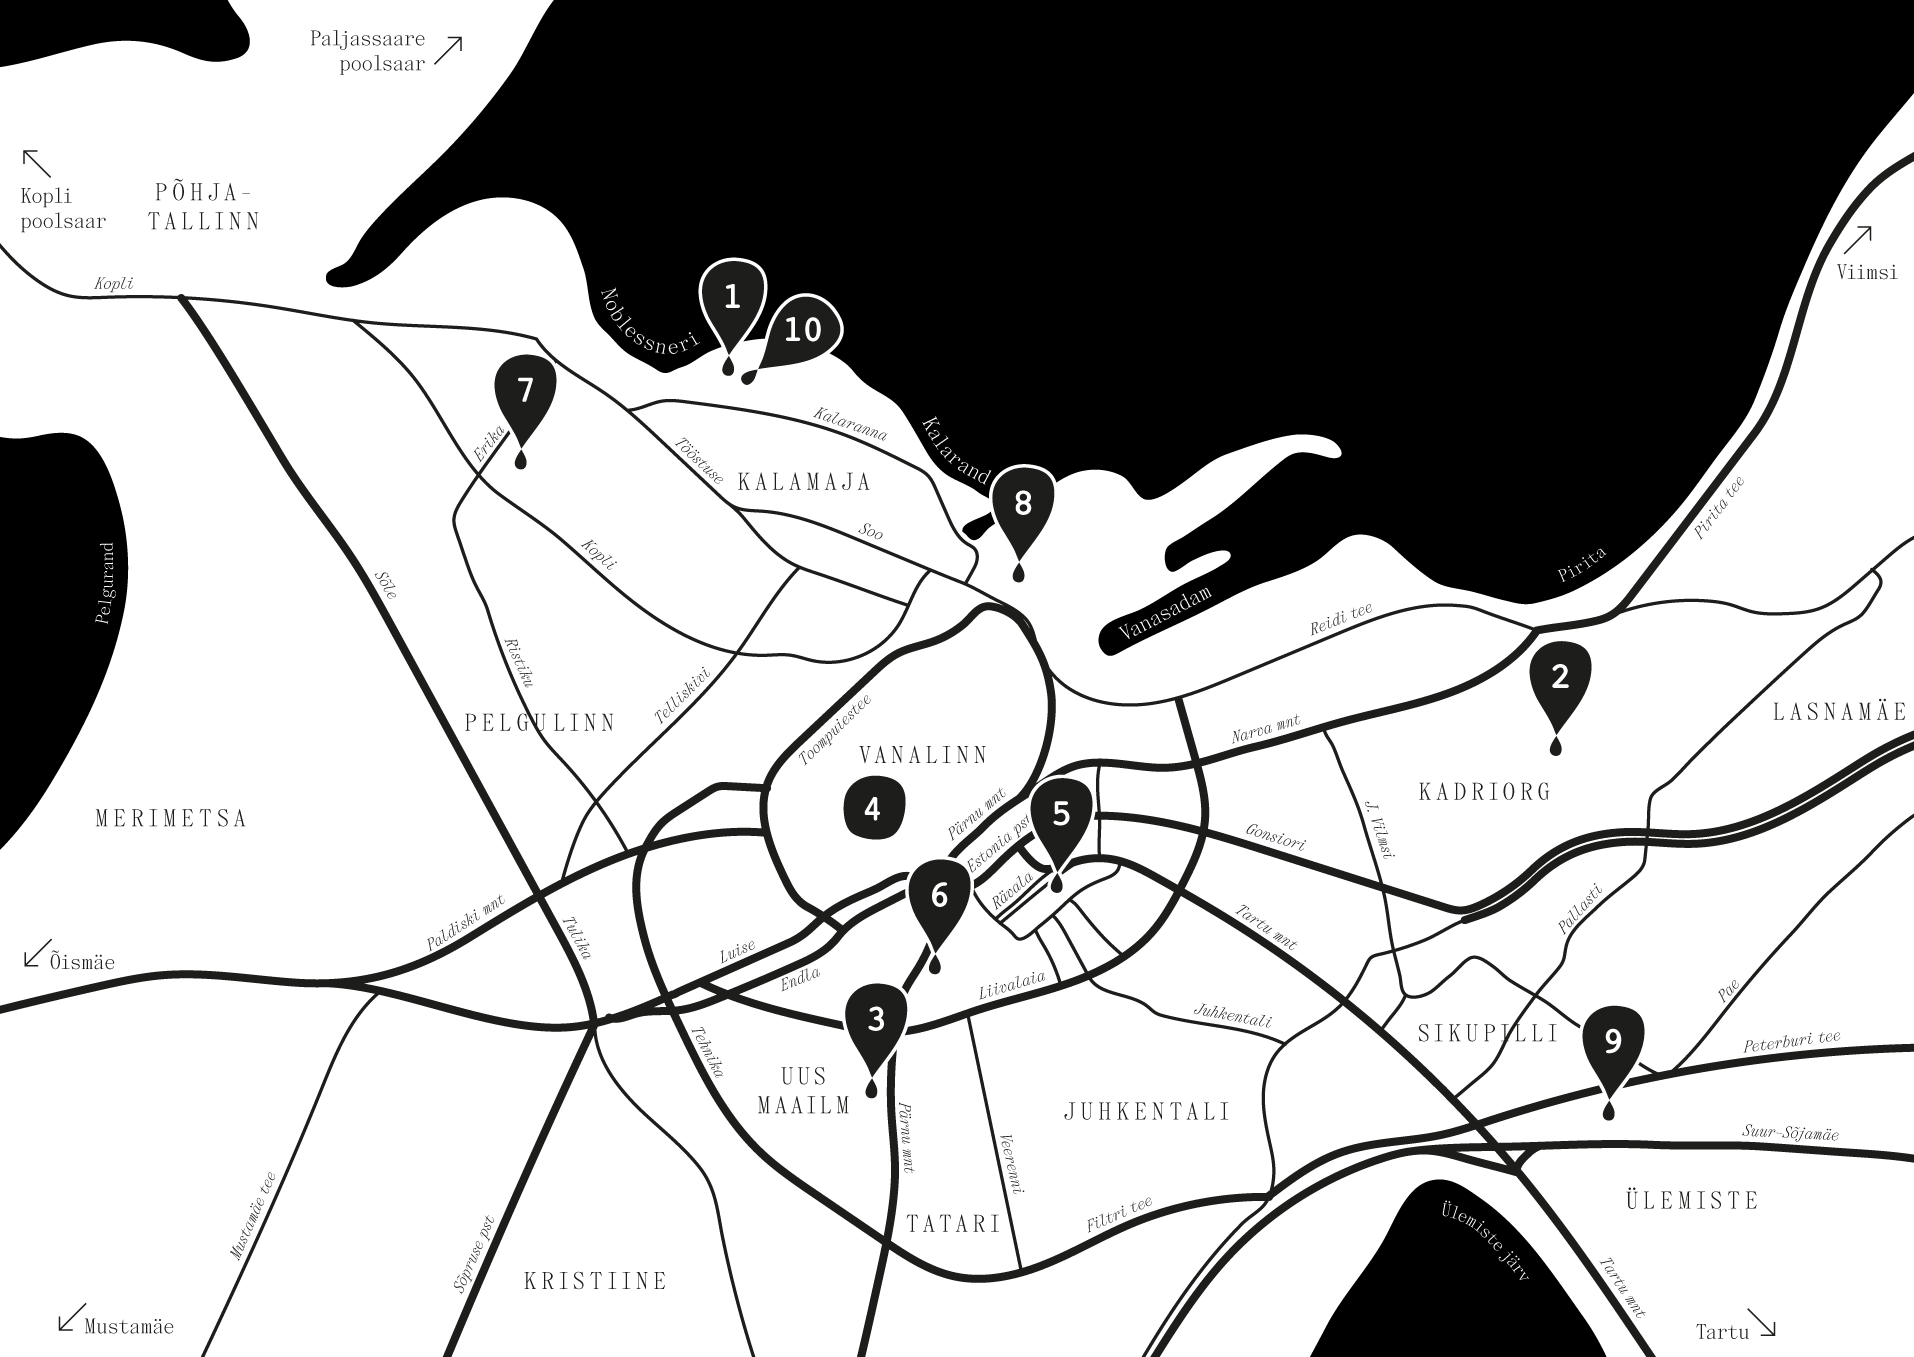 Paljassaare
poolsaar
Kopli
poolsaar
PÕHJA-
TALLINN
Viimsi
Kopli
Noblessneri
1
10
7
Erika
Tööstuse
Kalaranna
KALAMAJA
Kalarand
8
Soo
Kopli
Pelgurand
Sõle
Ristiku
Telliskivi
PELGULINN
Toompuiestee
VANALINN
4
Vanasadam
Reidi tee
Pirita
Pirita tee
2
LASNAMÄE
Narva mnt
KADRIORG
MERIMETSA
Pärnu mnt
Estonia pst
5
Rävala
6
Gonsiori
J. Vilmsi
Pallasti
Tartu mnt
Paldiski mnt
Tulika
Luise
Endla
Liivalaia
Õismäe
Juhkentali
SIKUPILLI
Pae
9
Peterburi tee
3
Tehnika
UUS
MAAILM
Pärnu mnt
Veerenni
JUHKENTALI
Suur-Sõjamäe
ÜLEMISTE
Ülemiste järv
Tartu mnt
Filtri tee
TATARI
Mustamäe tee
Sõpruse pst
KRISTIINE
Mustamäe
Tartu